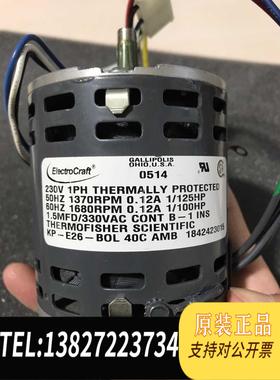 ElectroCraft®
GALLIPOLIS
OHIO, U.S.A.
0514
230V 1PH THERMALLY PROTECTED
50HZ 1370RPM 0.12A 1/125HP
60HZ 1680RPM 0.12A 1/100HP
1.5MFD/330VAC CONT B-1 INS
THERMOFISHER SCIENTIFIC
KP-E26-BOL 40C AMB 1842423019
TEL:13827223734
原装正品
支持对公开票